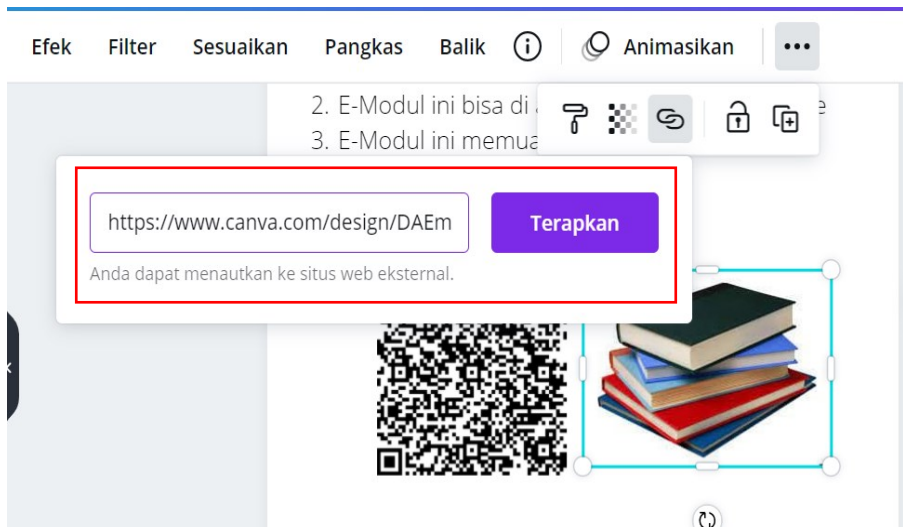 Efek Filter Sesuaikan Pangkas Balik Animasikan
2. E-Modul ini bisa di
3. E-Modul ini memua
https://www.canva.com/design/DAEm
Terapkan
Anda dapat menautkan ke situs web eksternal.